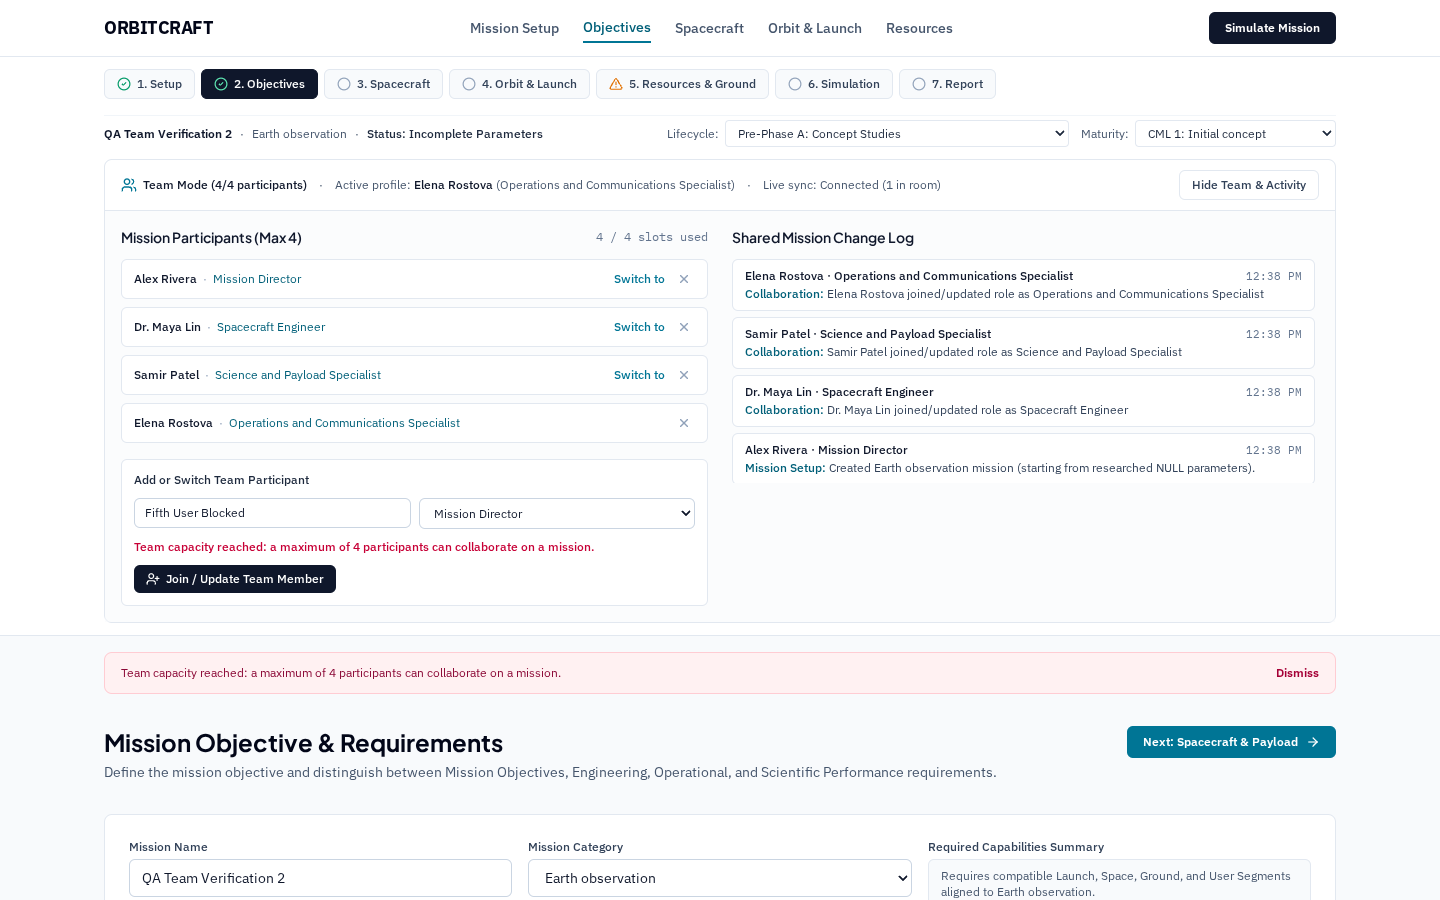 ORBITCRAFT
Mission Setup
Objectives
Spacecraft
Orbit & Launch
Resources
Simulate Mission
1. Setup
2. Objectives
3. Spacecraft
4. Orbit & Launch
5. Resources & Ground
6. Simulation
7. Report
QA Team Verification 2 · Earth observation · Status: Incomplete Parameters
Lifecycle: Pre-Phase A: Concept Studies
Maturity: CML 1: Initial concept
Team Mode (4/4 participants) · Active profile: Elena Rostova (Operations and Communications Specialist) · Live sync: Connected (1 in room)
Hide Team & Activity
Mission Participants (Max 4)
4 / 4 slots used
Alex Rivera · Mission Director
Switch to
Dr. Maya Lin · Spacecraft Engineer
Switch to
Samir Patel · Science and Payload Specialist
Switch to
Elena Rostova · Operations and Communications Specialist
Add or Switch Team Participant
Fifth User Blocked
Mission Director
Team capacity reached: a maximum of 4 participants can collaborate on a mission.
Join / Update Team Member
Shared Mission Change Log
Elena Rostova · Operations and Communications Specialist
12:38 PM
Collaboration: Elena Rostova joined/updated role as Operations and Communications Specialist
Samir Patel · Science and Payload Specialist
12:38 PM
Collaboration: Samir Patel joined/updated role as Science and Payload Specialist
Dr. Maya Lin · Spacecraft Engineer
12:38 PM
Collaboration: Dr. Maya Lin joined/updated role as Spacecraft Engineer
Alex Rivera · Mission Director
12:38 PM
Mission Setup: Created Earth observation mission (starting from researched NULL parameters).
Team capacity reached: a maximum of 4 participants can collaborate on a mission.
Dismiss
Mission Objective & Requirements
Next: Spacecraft & Payload
Define the mission objective and distinguish between Mission Objectives, Engineering, Operational, and Scientific Performance requirements.
Mission Name
QA Team Verification 2
Mission Category
Earth observation
Required Capabilities Summary
Requires compatible Launch, Space, Ground, and User Segments
aligned to Earth observation.